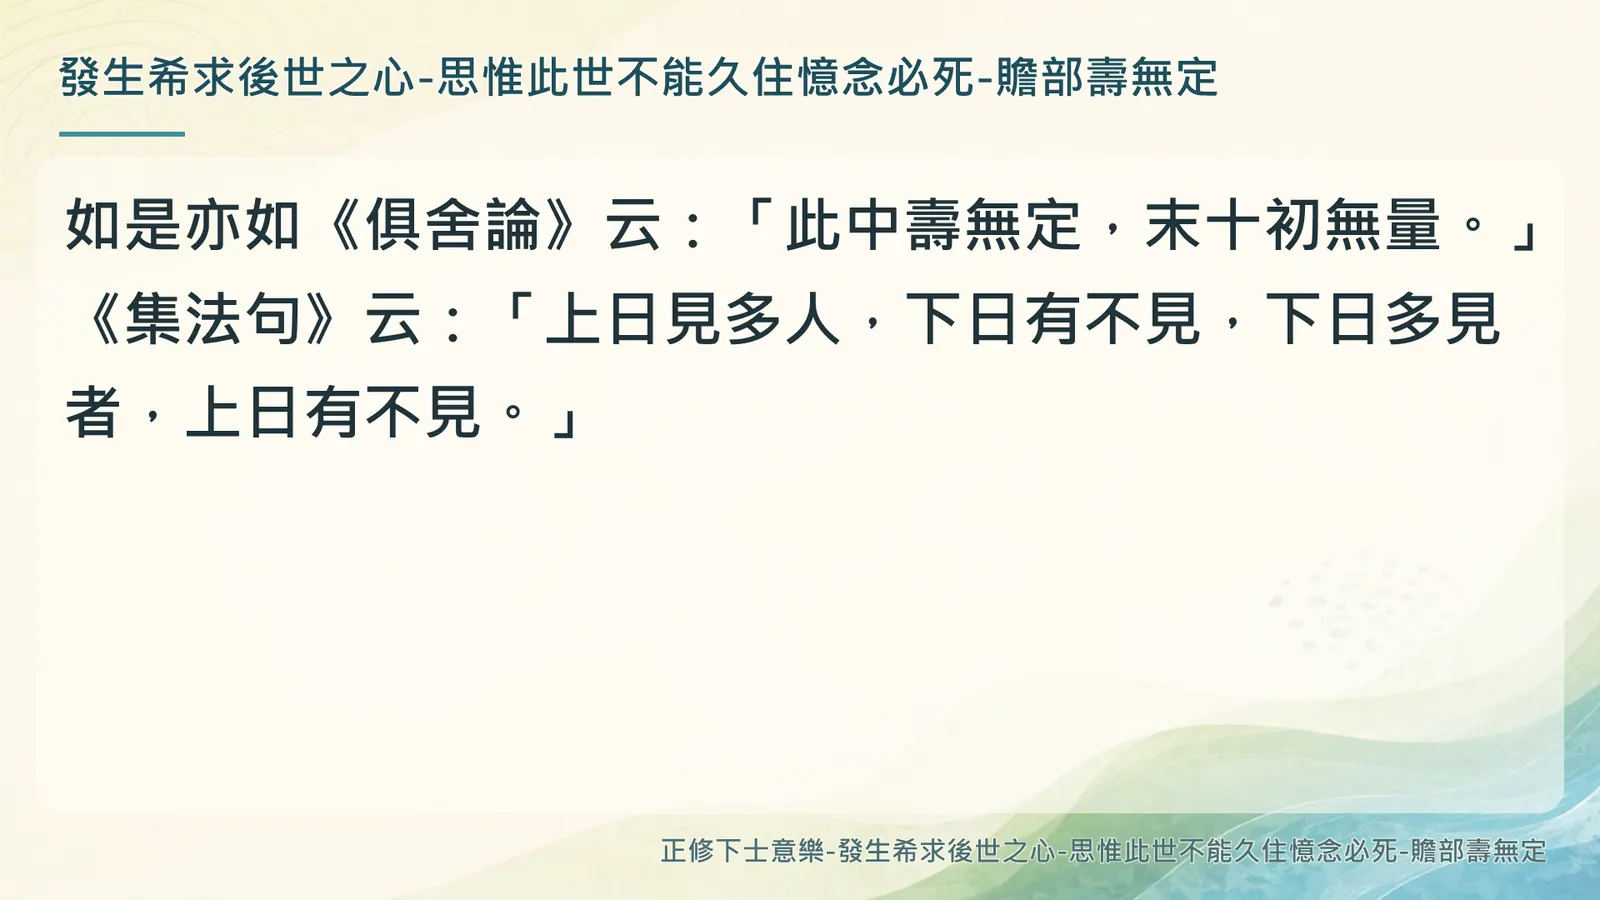 發生希求後世之心-思惟此世不能久住憶念必死-贍部壽無定
如是亦如《俱舍論》云：「此中壽無定，末十初無量。」
《集法句》云：「上日見多人，下日有不見，下日多見
者，上日有不見。」
正修下士意樂-發生希求後世之心-思惟此世不能久住憶念必死-贍部壽無定